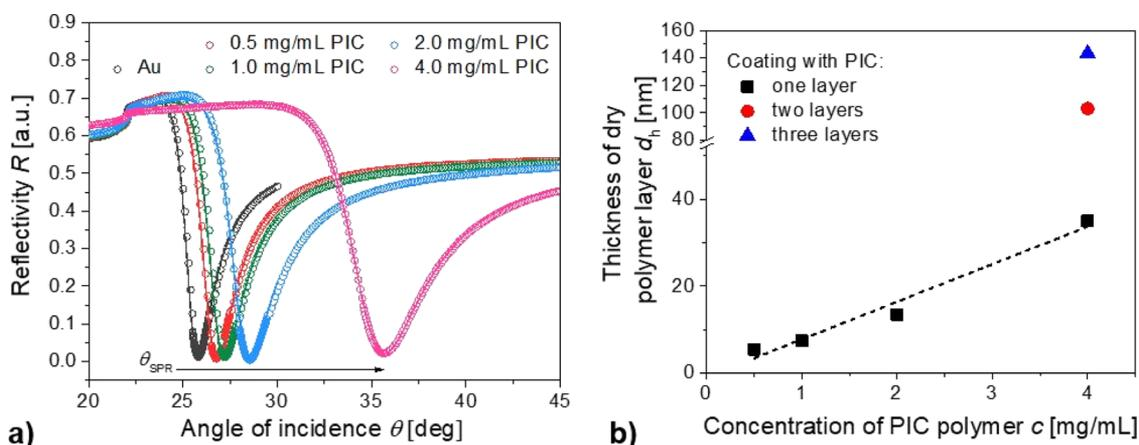 0.9
0.8
0.7
0.6
0.5
0.4
0.3
0.2
0.1
0.0
Reflectivity R [a.u.]
Au
0.5 mg/mL PIC
1.0 mg/mL PIC
2.0 mg/mL PIC
4.0 mg/mL PIC
θSPR
20 25 30 35 40 45
Angle of incidence θ [deg]
a)
160
140
120
100
80
40
20
0
Thickness of dry
polymer layer dh [nm]
Coating with PIC:
one layer
two layers
three layers
0 1 2 3 4
Concentration of PIC polymer c [mg/mL]
b)